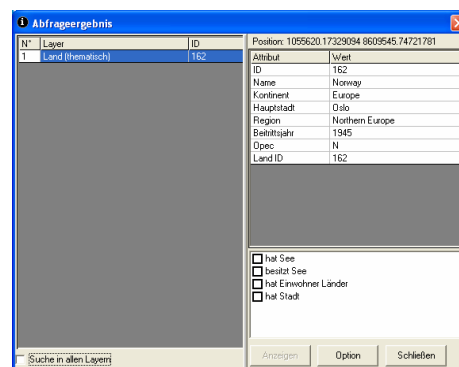 Abfrageergebnis
N° Layer ID
1 Land (thematisch) 162
Suche in allen Layern
Position: 1055620.17329094 8609545.74721781
Attribut Wert
ID 162
Name Norway
Kontinent Europe
Hauptstadt Oslo
Region Northern Europe
Beitrittsjahr 1945
Opec N
Land ID 162
hat See
besitzt See
hat Einwohner Länder
hat Stadt
Anzeigen Option Schließen